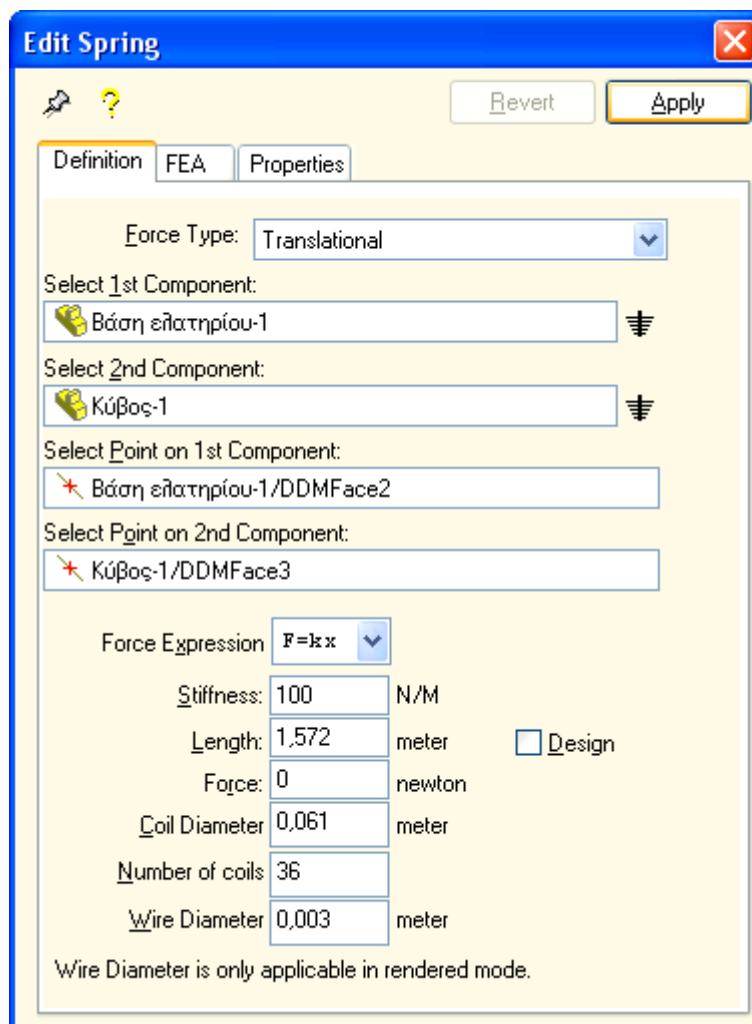 Edit Spring
?
Revert Apply
Definition FEA Properties
Force Type: Translational
Select 1st Component:
Βάση ελατηρίου-1
Select 2nd Component:
Κύβος-1
Select Point on 1st Component:
Βάση ελατηρίου-1/DDMFace2
Select Point on 2nd Component:
Κύβος-1/DDMFace3
Force Expression F=kx
Stiffness: 100 N/M
Length: 1,572 meter Design
Force: 0 newton
Coil Diameter 0,061 meter
Number of coils 36
Wire Diameter 0,003 meter
Wire Diameter is only applicable in rendered mode.